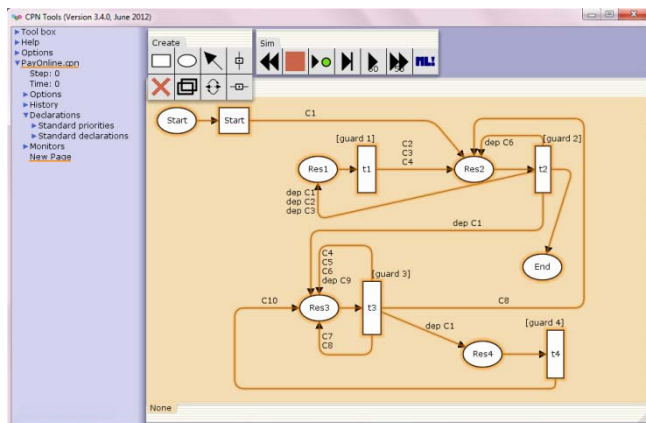 CPN Tools (Version 3.4.0, June 2012)
Tool box
Help
Options
PayOnline.cpn
Step: 0
Time: 0
Options
History
Declarations
Standard priorities
Standard declarations
Monitors
New Page
Create
Sim
50
50
ML!
Start
Start
C1
[guard 1]
C2
C3
C4
dep C6
[guard 2]
Res1
t1
Res2
t2
dep C1
dep C2
dep C3
dep C1
End
C4
C5
C6
dep C9
[guard 3]
C10
Res3
t3
C8
C7
C8
dep C1
[guard 4]
Res4
t4
None